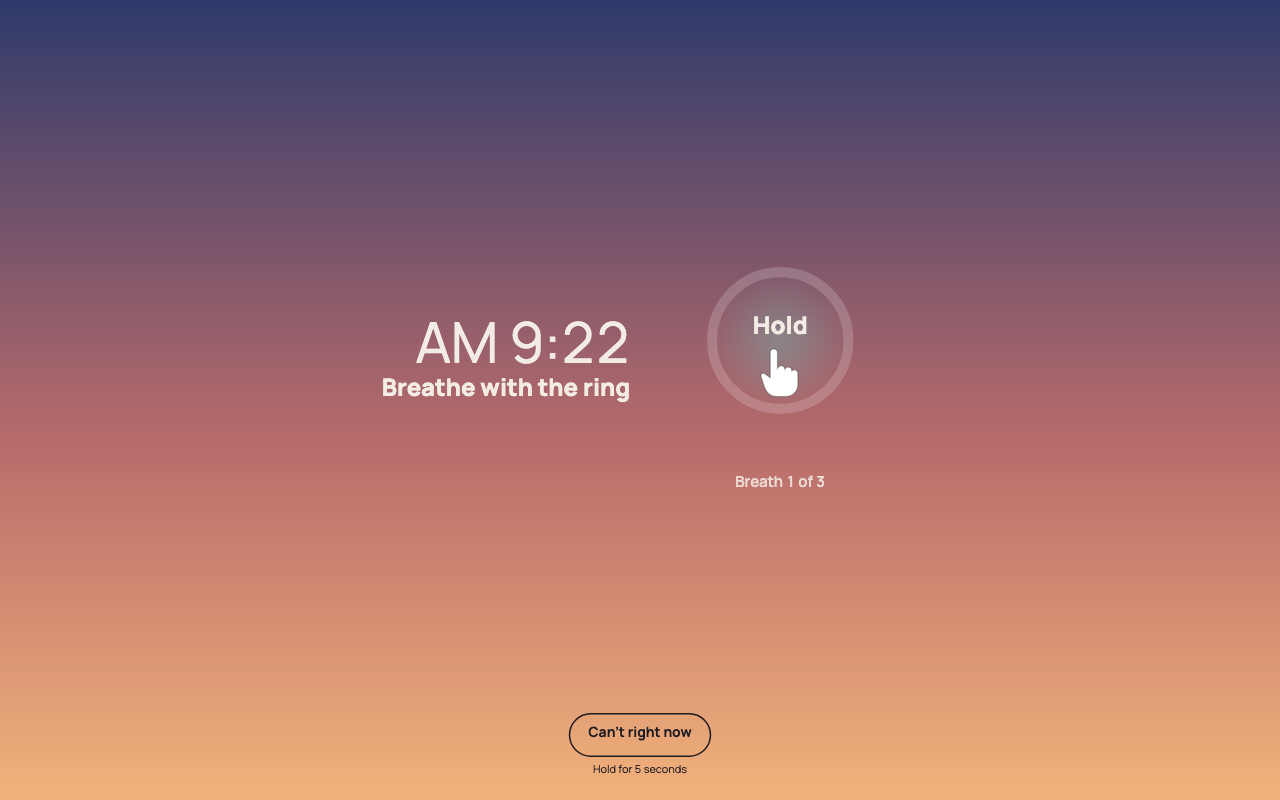 AM 9:22
Breathe with the ring
Hold
Breath 1 of 3
Can't right now
Hold for 5 seconds